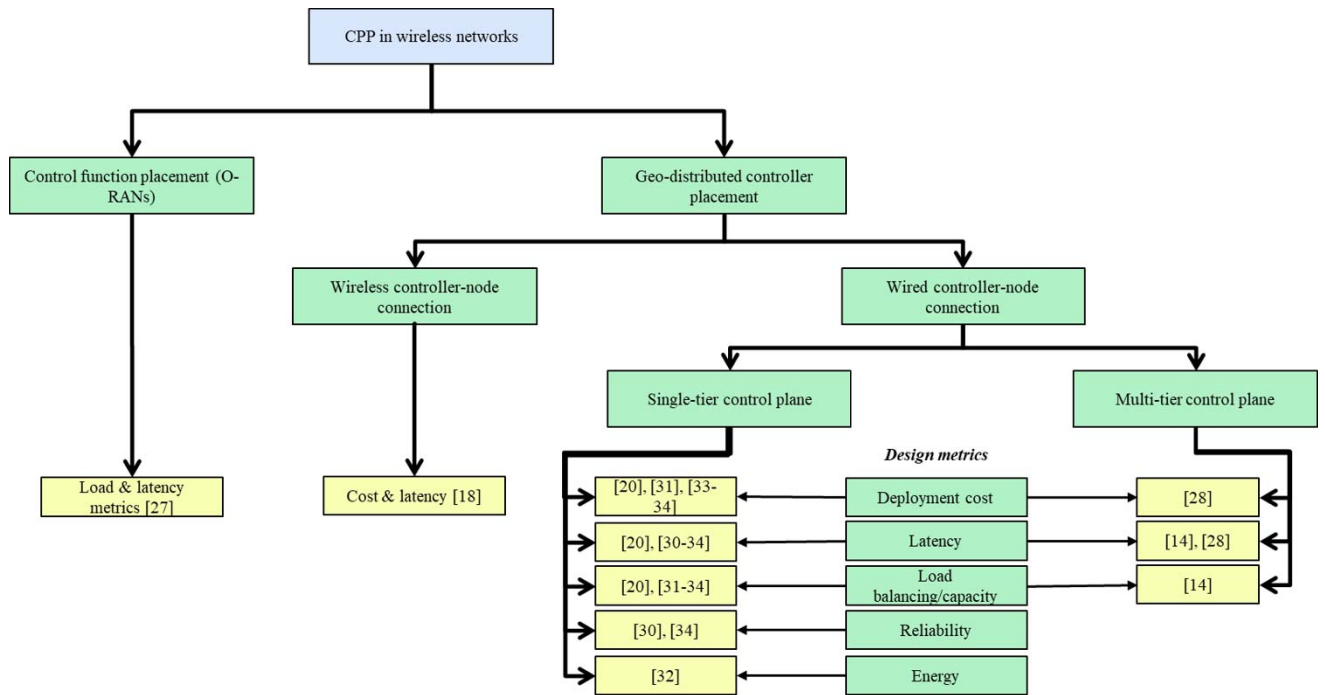 CPP in wireless networks
Control function placement (O-
RANs)
Geo-distributed controller
placement
Wireless controller-node
connection
Wired controller-node
connection
Single-tier control plane
Multi-tier control plane
Design metrics
Load & latency
metrics [27]
Cost & latency [18]
[20], [31], [33-
34]
Deployment cost
[28]
[20], [30-34]
Latency
[14], [28]
[20], [31-34]
Load
balancing/capacity
[14]
[30], [34]
Reliability
[32]
Energy